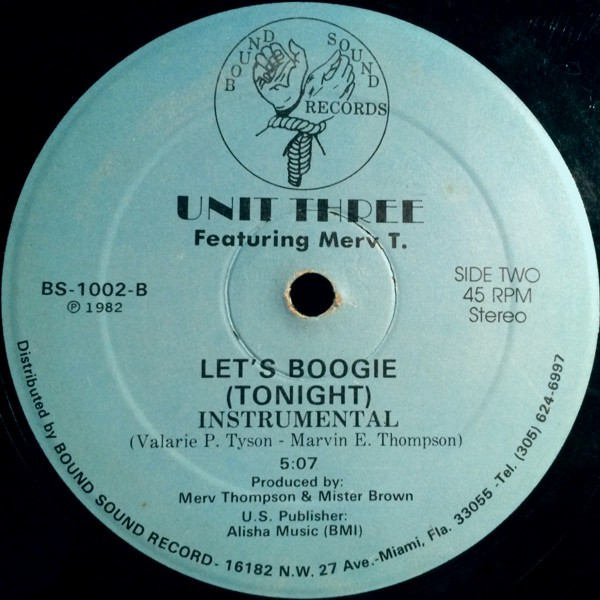 BOUND SOUND
RECORDS
UNIT THREE
Featuring Merv T.
BS-1002-B
℗ 1982
SIDE TWO
45 RPM
Stereo
LET'S BOOGIE
(TONIGHT)
INSTRUMENTAL
(Valarie P. Tyson - Marvin E. Thompson)
5:07
Produced by:
Merv Thompson & Mister Brown
U.S. Publisher:
Alisha Music (BMI)
Distributed by BOUND SOUND RECORD- 16182 N.W. 27 Ave.-Miami, Fla. 33055 -Tel. (305) 624-6997